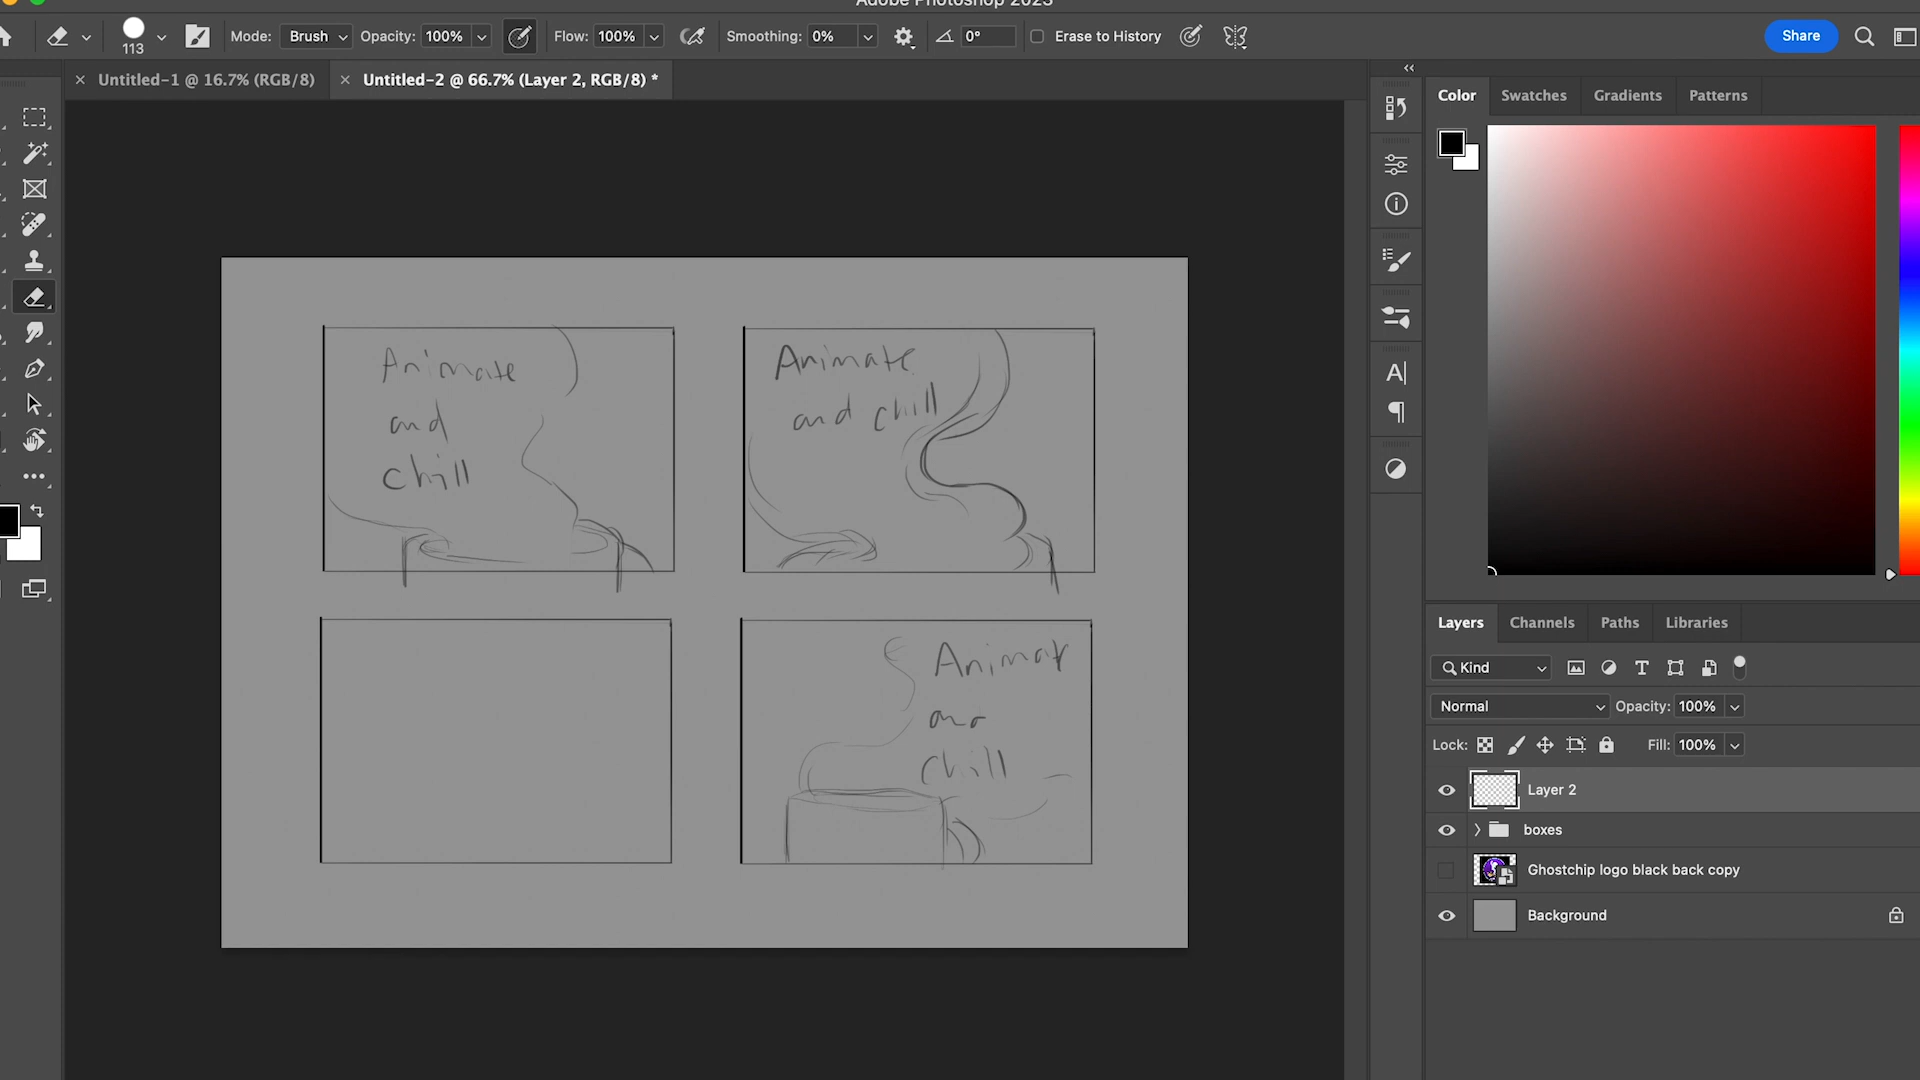 Adobe Photoshop 2023
113
Mode: Brush Opacity: 100% Flow: 100% Smoothing: 0% 0° Erase to History
Share
Untitled-1 @ 16.7% (RGB/8)
Untitled-2 @ 66.7% (Layer 2, RGB/8) *
Color Swatches Gradients Patterns
Animate
and
chill
Animate
and chill
Animat
and
chill
Layers Channels Paths Libraries
Kind
Normal Opacity: 100%
Lock: Fill: 100%
Layer 2
boxes
Ghostchip logo black back copy
Background